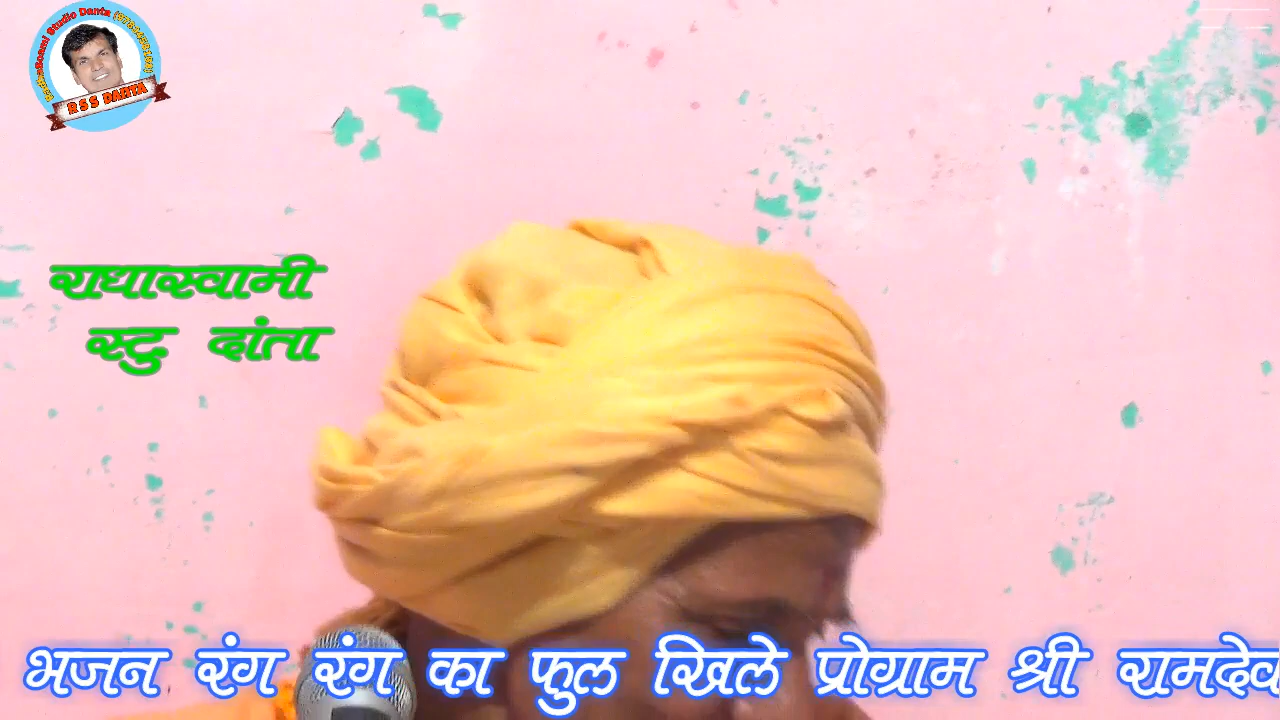 R S S DANTA
राधास्वामी
स्टु दांता
भजन रंग रंग का फुल खिले प्रोग्राम श्री रामदेव